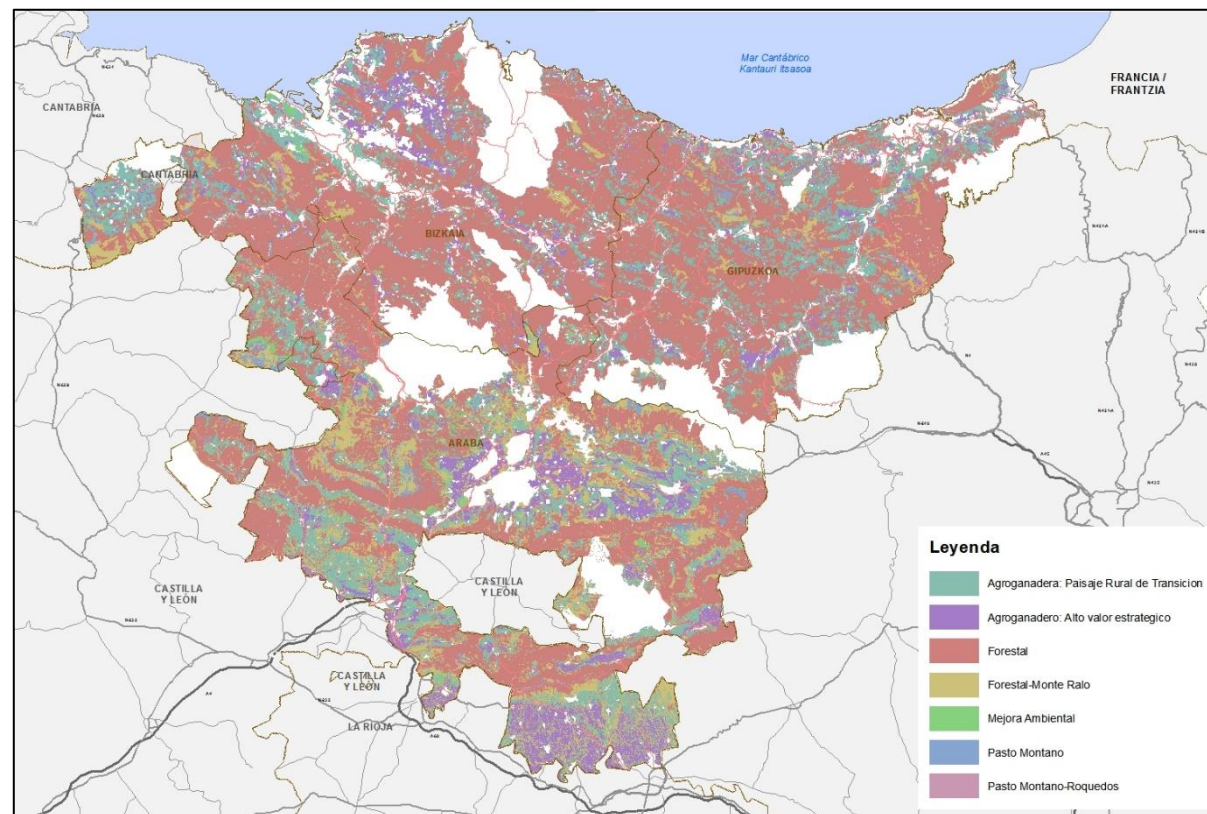 Mar Cantábrico
Kantauri Itsasoa
FRANCIA /
FRANTZIA
CANTABRIA
CANTABRIA
BIZKAIA
GIPUZKOA
ARABA
CASTILLA
Y LEÓN
CASTILLA
Y LEÓN
CASTILLA
Y LEÓN
LA RIOJA
Leyenda
Agroganadera: Paisaje Rural de Transicion
Agroganadero: Alto valor estrategico
Forestal
Forestal-Monte Ralo
Mejora Ambiental
Pasto Montano
Pasto Montano-Roquedos